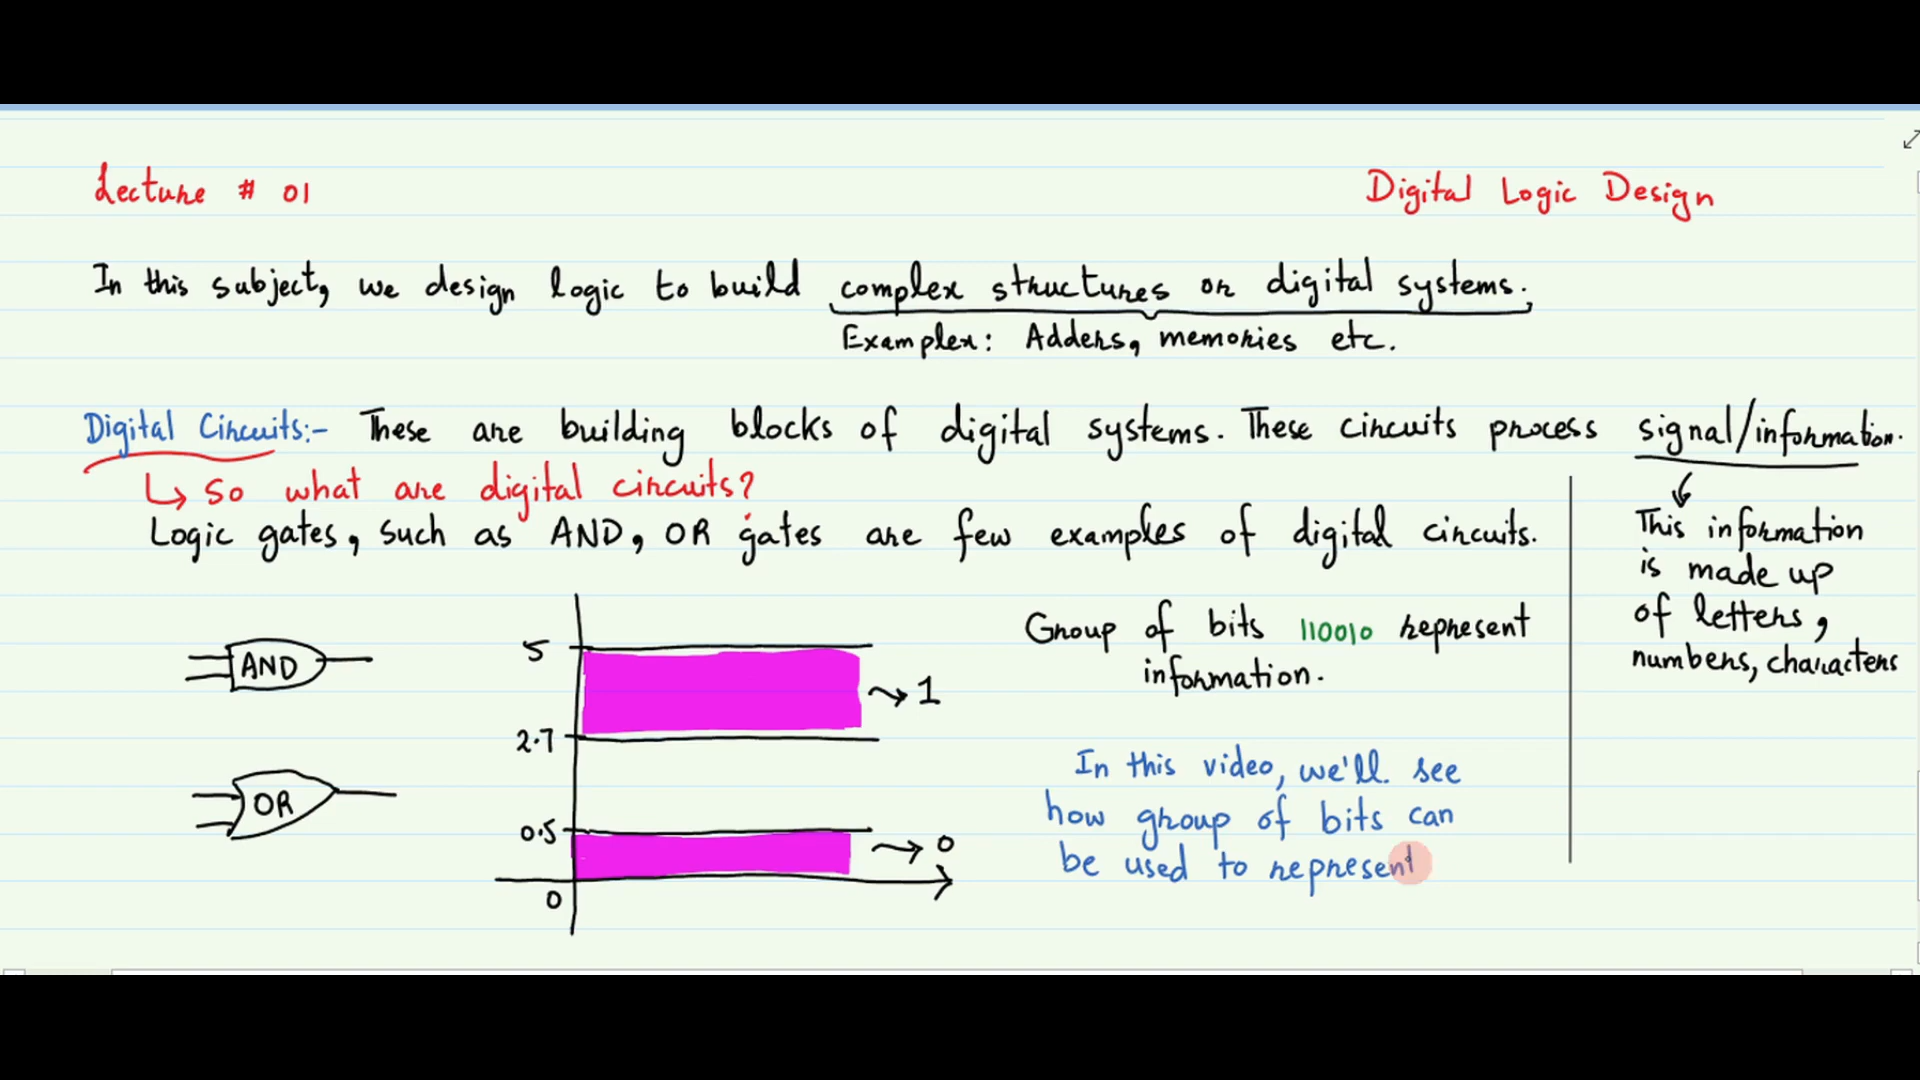 Lecture # 01
Digital Logic Design
In this subject, we design logic to build complex structures or digital systems.
Examples: Adders, memories etc.
Digital Circuits:- These are building blocks of digital systems. These circuits process signal/information.
↳ So what are digital circuits?
Logic gates, such as AND, OR gates are few examples of digital circuits.
This information
is made up
of letters,
numbers, characters
AND
OR
5
2.7
0.5
0
1
0
Group of bits 110010 represent
information.
In this video, we'll see
how group of bits can
be used to represent